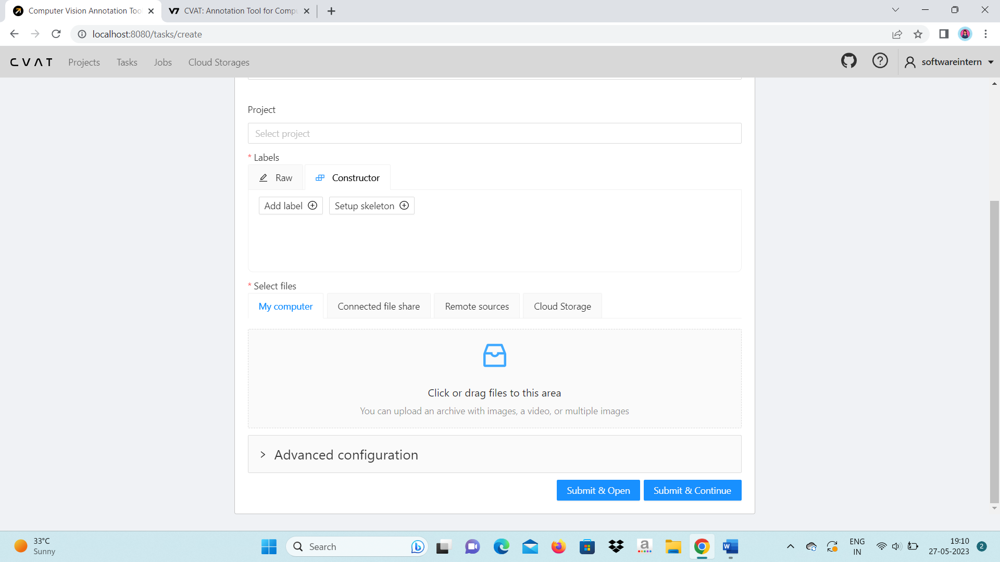 Computer Vision Annotation Too
CVAT: Annotation Tool for Compu
localhost:8080/tasks/create
CVAT
Projects
Tasks
Jobs
Cloud Storages
softwareintern
Project
Select project
* Labels
Raw
Constructor
Add label
Setup skeleton
* Select files
My computer
Connected file share
Remote sources
Cloud Storage
Click or drag files to this area
You can upload an archive with images, a video, or multiple images
Advanced configuration
Submit & Open
Submit & Continue
33°C
Sunny
Search
ENG
IN
19:10
27-05-2023
2